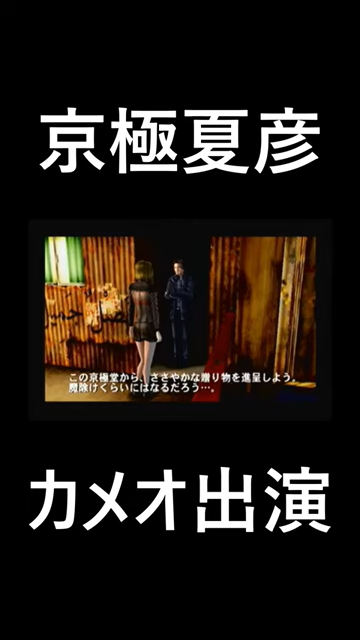 京極夏彦
この京極堂から、ささやかな贈り物を進呈しよう。
魔除けくらいにはなるだろう…。
カメオ出演